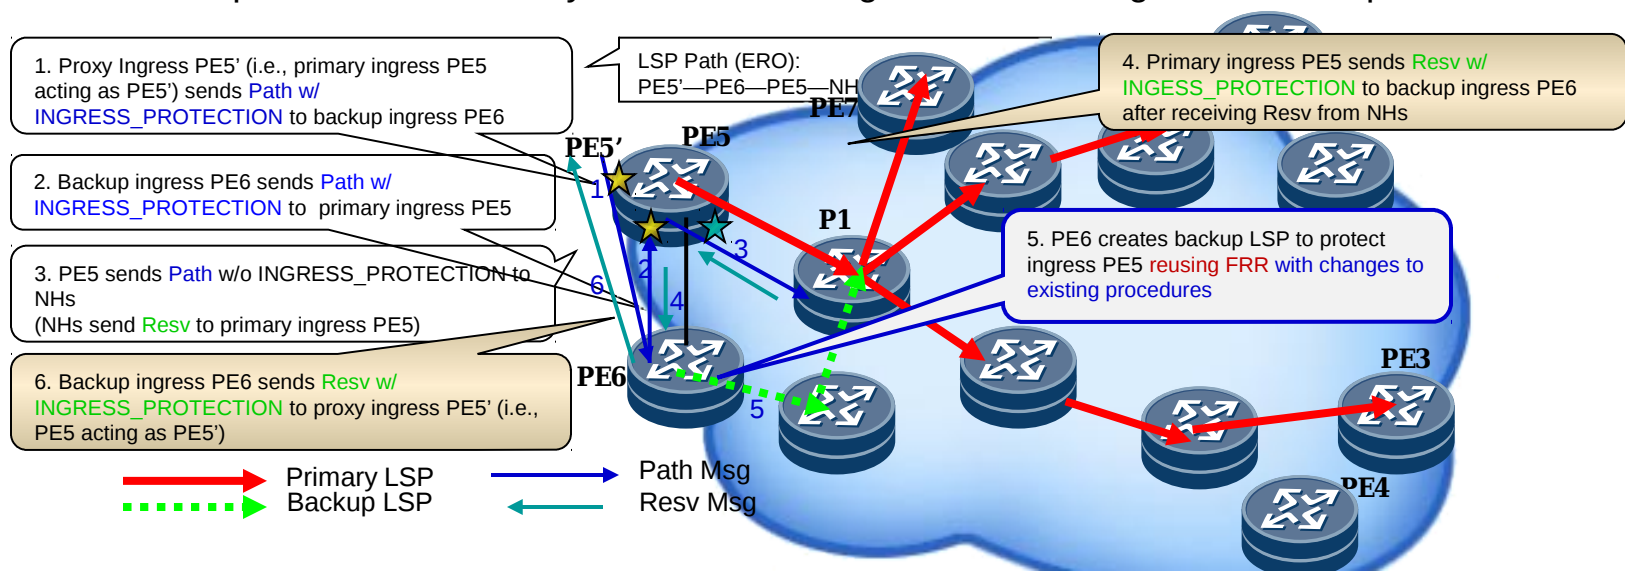 1. Proxy Ingress PE5’ (i.e., primary ingress PE5
acting as PE5’) sends Path w/
INGRESS_PROTECTION to backup ingress PE6
LSP Path (ERO):
PE5’—PE6—PE5—NH
4. Primary ingress PE5 sends Resv w/
INGESS_PROTECTION to backup ingress PE6
after receiving Resv from NHs
PE7
PE5
PE5’
2. Backup ingress PE6 sends Path w/
INGRESS_PROTECTION to  primary ingress PE5
1
P1
3
2
6
4
3. PE5 sends Path w/o INGRESS_PROTECTION to
NHs
(NHs send Resv to primary ingress PE5)
5. PE6 creates backup LSP to protect
ingress PE5 reusing FRR with changes to
existing procedures
6. Backup ingress PE6 sends Resv w/
INGRESS_PROTECTION to proxy ingress PE5’ (i.e.,
PE5 acting as PE5’)
PE6
5
PE3
PE4
Primary LSP
Backup LSP
Path Msg
Resv Msg